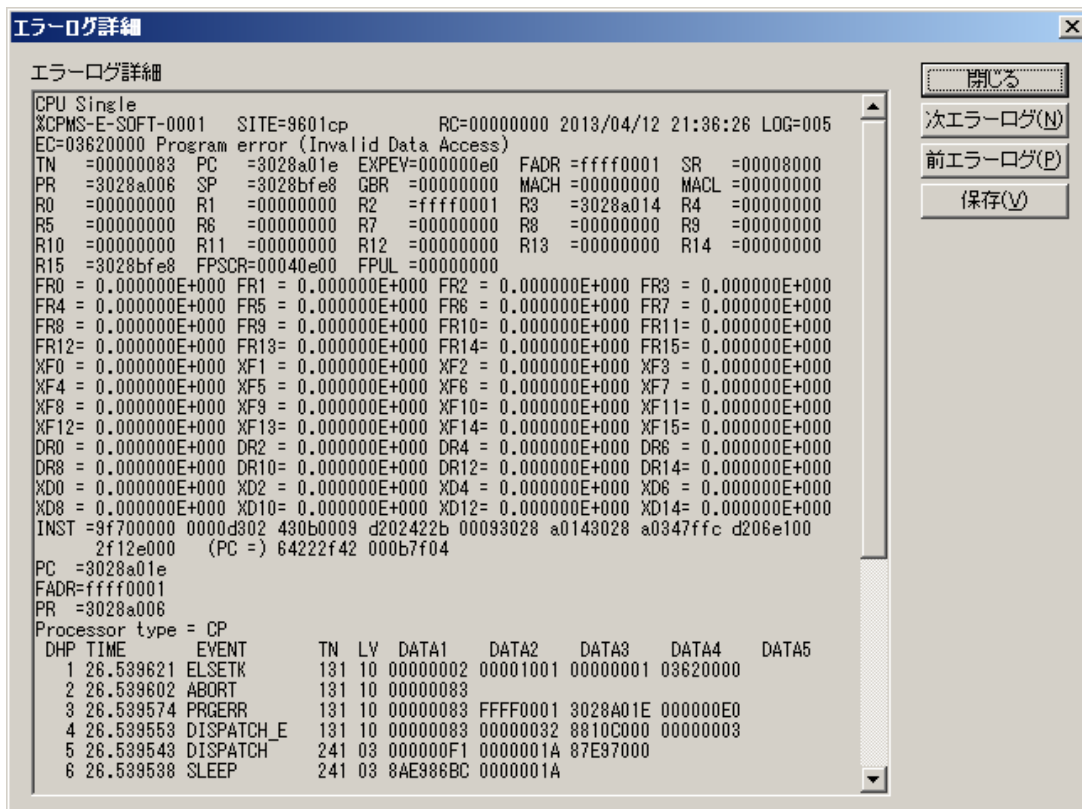 エラーログ詳細
エラーログ詳細
閉じる
次エラーログ(N)
前エラーログ(P)
保存(V)
CPU Single
%CPMS-E-SOFT-0001 SITE=9601cp RC=00000000 2013/04/12 21:36:26 LOG=005
EC=03620000 Program error (Invalid Data Access)
TN =00000083 PC =3028a01e EXPEV=000000e0 FADR =ffff0001 SR =00008000
PR =3028a006 SP =3028bfe8 GBR =00000000 MACH =00000000 MACL =00000000
R0 =00000000 R1 =00000000 R2 =ffff0001 R3 =3028a014 R4 =00000000
R5 =00000000 R6 =00000000 R7 =00000000 R8 =00000000 R9 =00000000
R10 =00000000 R11 =00000000 R12 =00000000 R13 =00000000 R14 =00000000
R15 =3028bfe8 FPSCR=00040e00 FPUL =00000000
FR0 = 0.000000E+000 FR1 = 0.000000E+000 FR2 = 0.000000E+000 FR3 = 0.000000E+000
FR4 = 0.000000E+000 FR5 = 0.000000E+000 FR6 = 0.000000E+000 FR7 = 0.000000E+000
FR8 = 0.000000E+000 FR9 = 0.000000E+000 FR10= 0.000000E+000 FR11= 0.000000E+000
FR12= 0.000000E+000 FR13= 0.000000E+000 FR14= 0.000000E+000 FR15= 0.000000E+000
XF0 = 0.000000E+000 XF1 = 0.000000E+000 XF2 = 0.000000E+000 XF3 = 0.000000E+000
XF4 = 0.000000E+000 XF5 = 0.000000E+000 XF6 = 0.000000E+000 XF7 = 0.000000E+000
XF8 = 0.000000E+000 XF9 = 0.000000E+000 XF10= 0.000000E+000 XF11= 0.000000E+000
XF12= 0.000000E+000 XF13= 0.000000E+000 XF14= 0.000000E+000 XF15= 0.000000E+000
DR0 = 0.000000E+000 DR2 = 0.000000E+000 DR4 = 0.000000E+000 DR6 = 0.000000E+000
DR8 = 0.000000E+000 DR10= 0.000000E+000 DR12= 0.000000E+000 DR14= 0.000000E+000
XD0 = 0.000000E+000 XD2 = 0.000000E+000 XD4 = 0.000000E+000 XD6 = 0.000000E+000
XD8 = 0.000000E+000 XD10= 0.000000E+000 XD12= 0.000000E+000 XD14= 0.000000E+000
INST =9f700000 0000d302 430b0009 d202422b 00093028 a0143028 a0347ffc d206e100
2f12e000 (PC =) 64222f42 000b7f04
PC =3028a01e
FADR=ffff0001
PR =3028a006
Processor type = CP
DHP TIME EVENT TN LV DATA1 DATA2 DATA3 DATA4 DATA5
1 26.539621 ELSETK 131 10 00000002 00001001 00000001 03620000
2 26.539602 ABORT 131 10 00000083
3 26.539574 PRGERR 131 10 00000083 FFFF0001 3028A01E 000000E0
4 26.539553 DISPATCH_E 131 10 00000083 00000032 8810C000 00000003
5 26.539543 DISPATCH 241 03 000000F1 0000001A 87E97000
6 26.539538 SLEEP 241 03 8AE986BC 0000001A